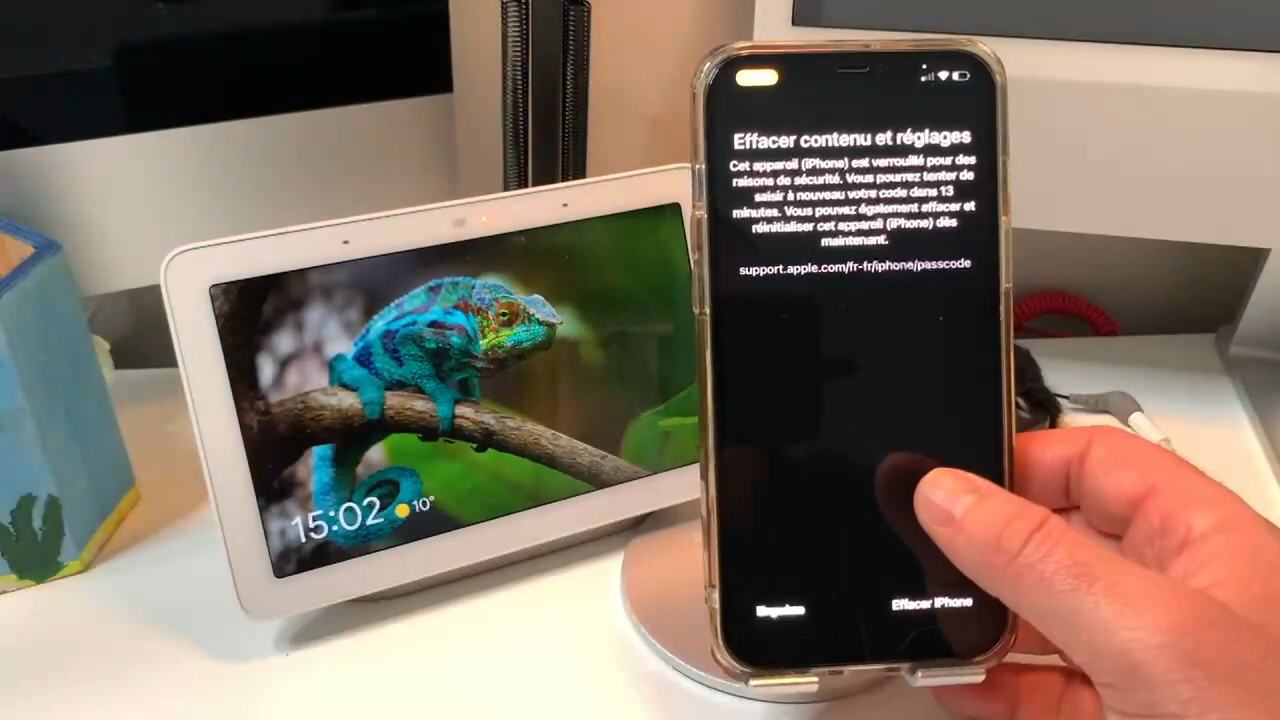 Effacer contenu et réglages
Cet appareil (iPhone) est verrouillé pour des
raisons de sécurité. Vous pourrez tenter de
saisir à nouveau votre code dans 13
minutes. Vous pouvez également effacer et
réinitialiser cet appareil (iPhone) dès
maintenant.
support.apple.com/fr-fr/iphone/passcode
Effacer iPhone
15:02 10°